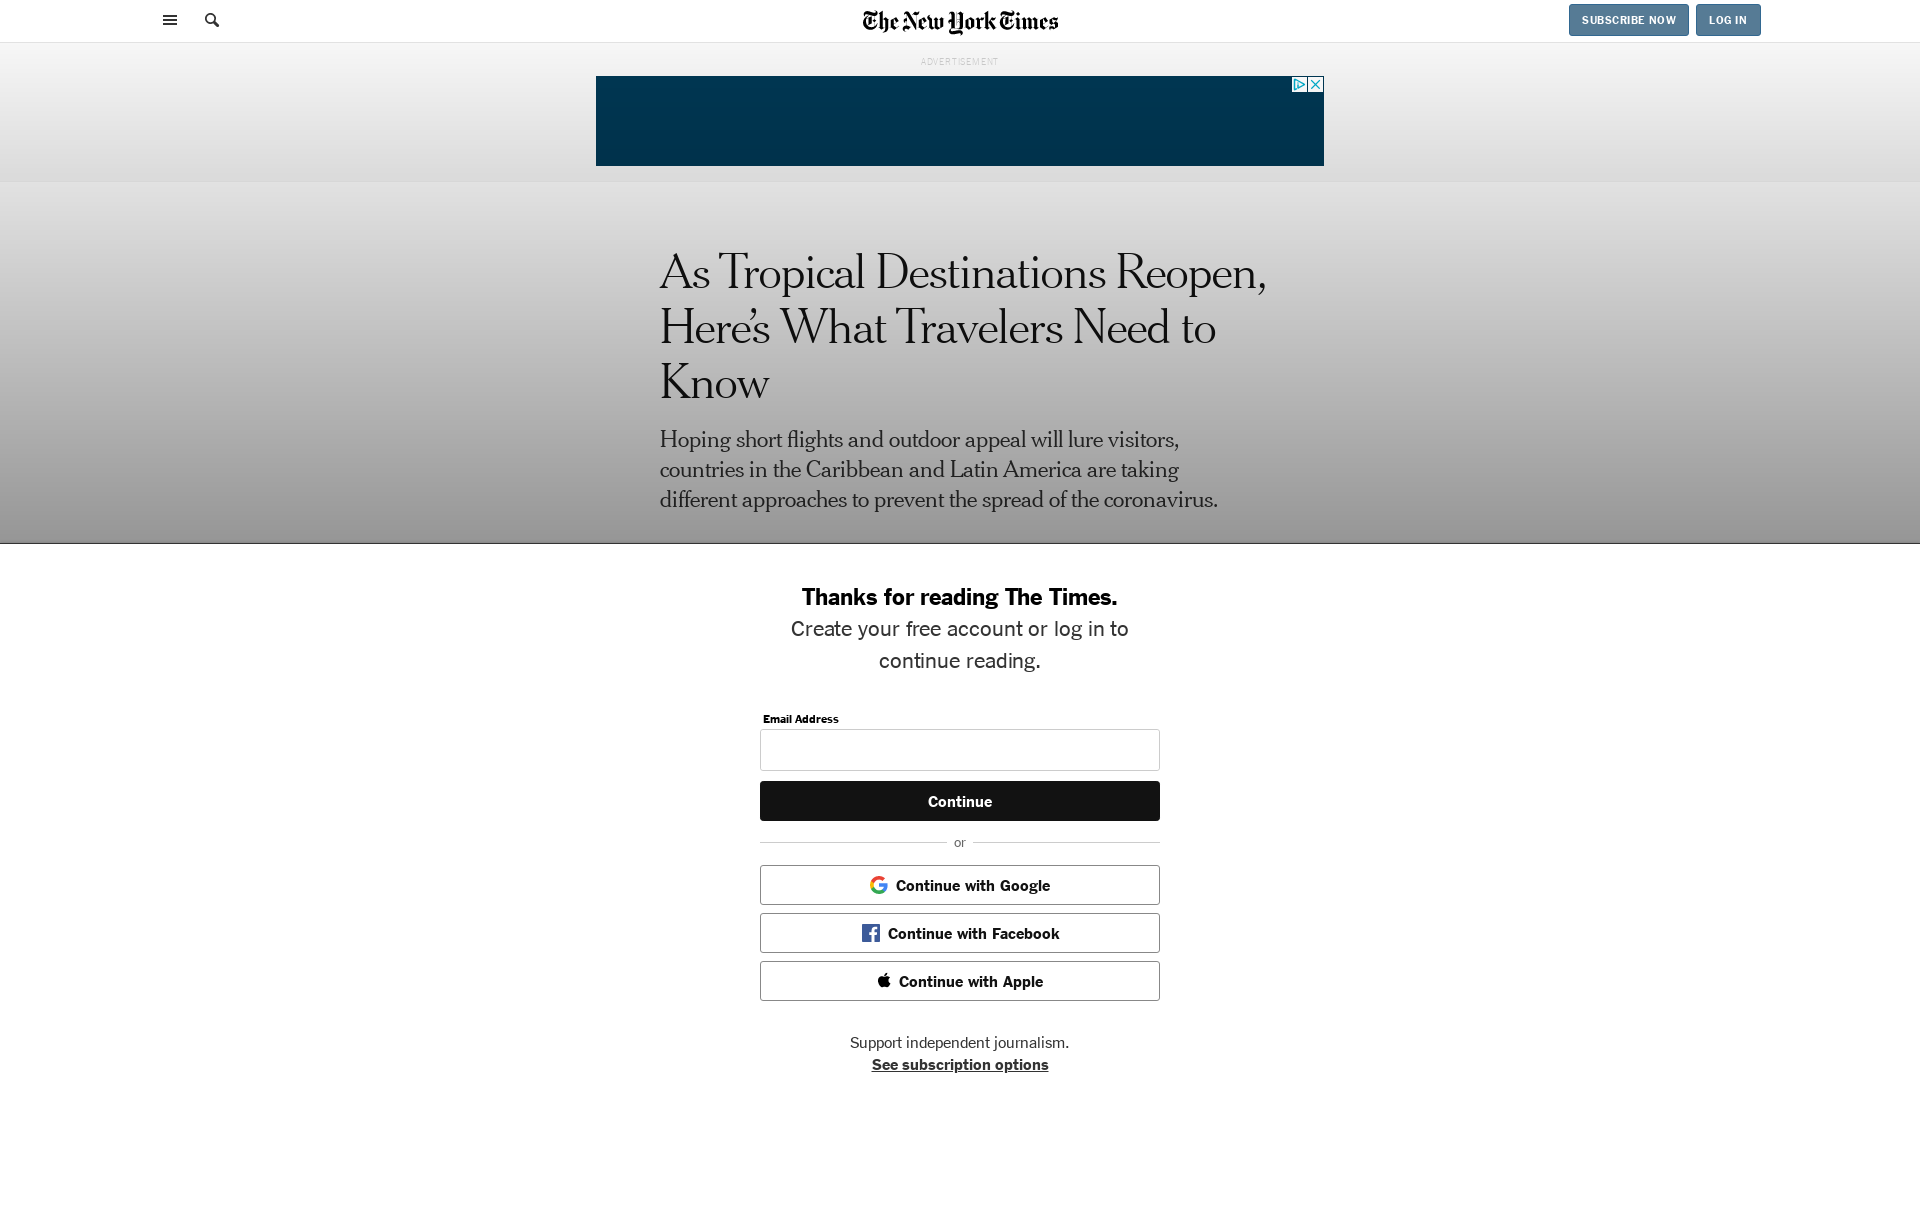 The New York Times
SUBSCRIBE NOW
LOG IN
ADVERTISEMENT
As Tropical Destinations Reopen,
Here’s What Travelers Need to
Know
Hoping short flights and outdoor appeal will lure visitors,
countries in the Caribbean and Latin America are taking
different approaches to prevent the spread of the coronavirus.
Thanks for reading The Times.
Create your free account or log in to
continue reading.
Email Address
Continue
or
Continue with Google
Continue with Facebook
Continue with Apple
Support independent journalism.
See subscription options